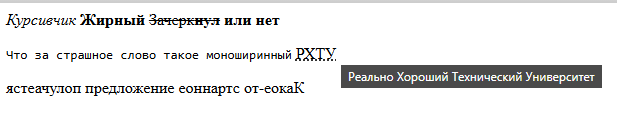 Курсивчик Жирный Зачеркнул или нет
Что за страшное слово такое моноширинный РХТУ
Реально Хороший Технический Университет
ястеачулоп предложение еоннартс от-еокаК